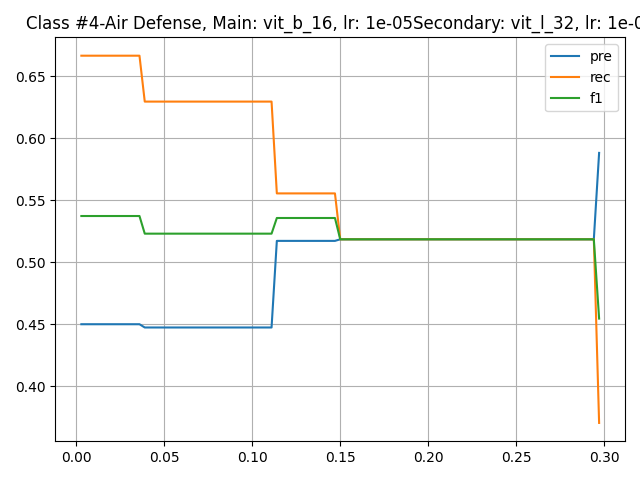 Class #4-Air Defense, Main: vit_b_16, lr: 1e-05Secondary: vit_l_32, lr: 1e-0
pre
rec
f1
0.65
0.60
0.55
0.50
0.45
0.40
0.00 0.05 0.10 0.15 0.20 0.25 0.30